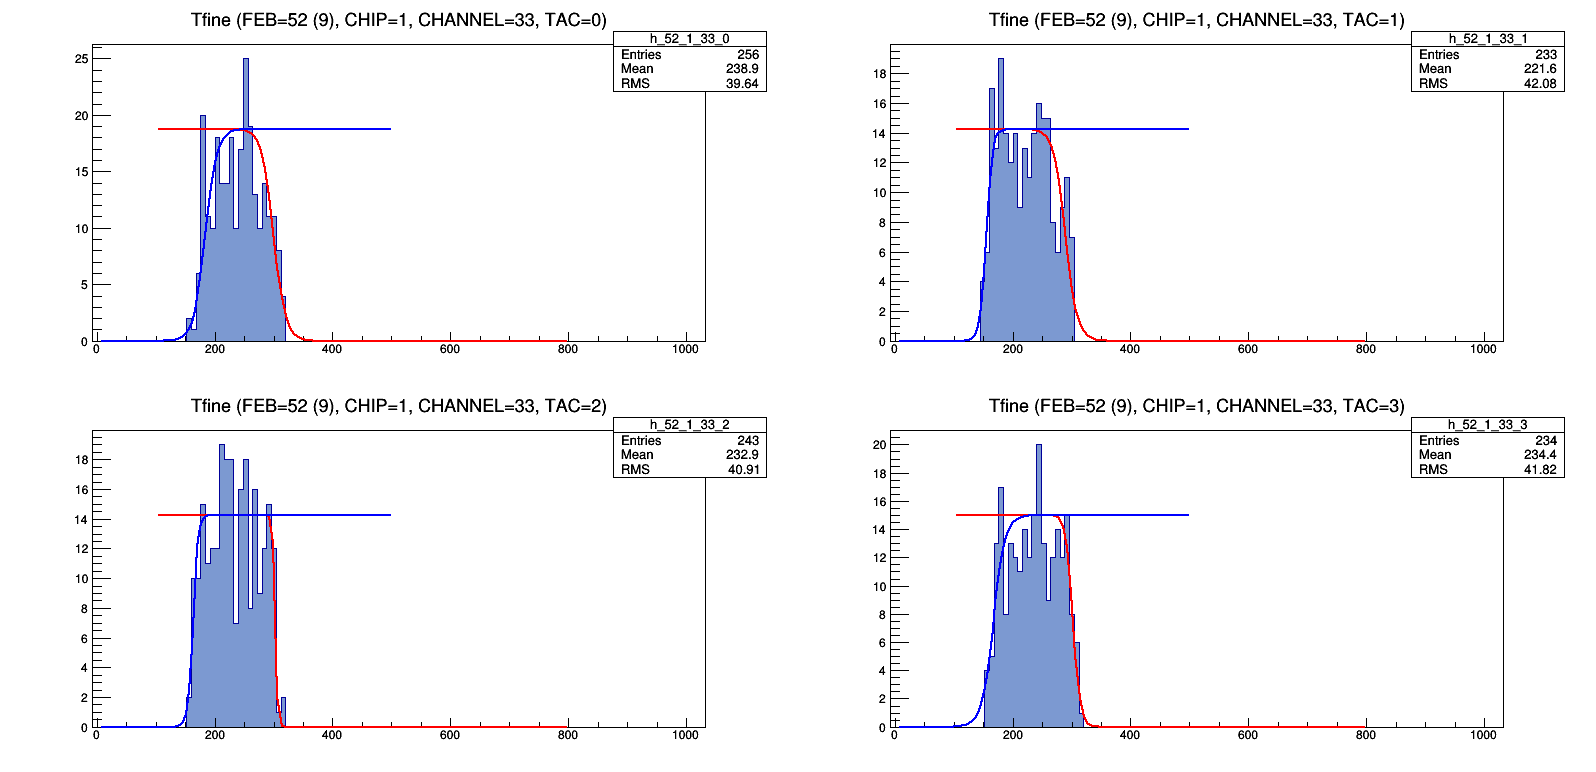 Tfine (FEB=52 (9), CHIP=1, CHANNEL=33, TAC=0)
h_52_1_33_0
Entries 256
Mean 238.9
RMS 39.64
25
20
15
10
5
0
0 200 400 600 800 1000
Tfine (FEB=52 (9), CHIP=1, CHANNEL=33, TAC=1)
h_52_1_33_1
Entries 233
Mean 221.6
RMS 42.08
18
16
14
12
10
8
6
4
2
0
0 200 400 600 800 1000
Tfine (FEB=52 (9), CHIP=1, CHANNEL=33, TAC=2)
h_52_1_33_2
Entries 243
Mean 232.9
RMS 40.91
18
16
14
12
10
8
6
4
2
0
0 200 400 600 800 1000
Tfine (FEB=52 (9), CHIP=1, CHANNEL=33, TAC=3)
h_52_1_33_3
Entries 234
Mean 234.4
RMS 41.82
20
18
16
14
12
10
8
6
4
2
0
0 200 400 600 800 1000